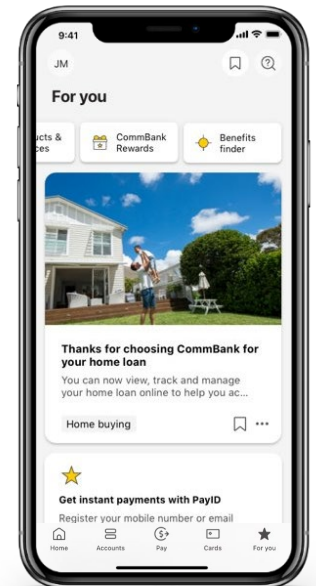 9:41
JM
For you
ucts &
ces
CommBank
Rewards
Benefits
finder
Thanks for choosing CommBank for
your home loan
You can now view, track and manage
your home loan online to help you ac...
Home buying
Get instant payments with PayID
Register your mobile number or email
Home
Accounts
Pay
Cards
For you